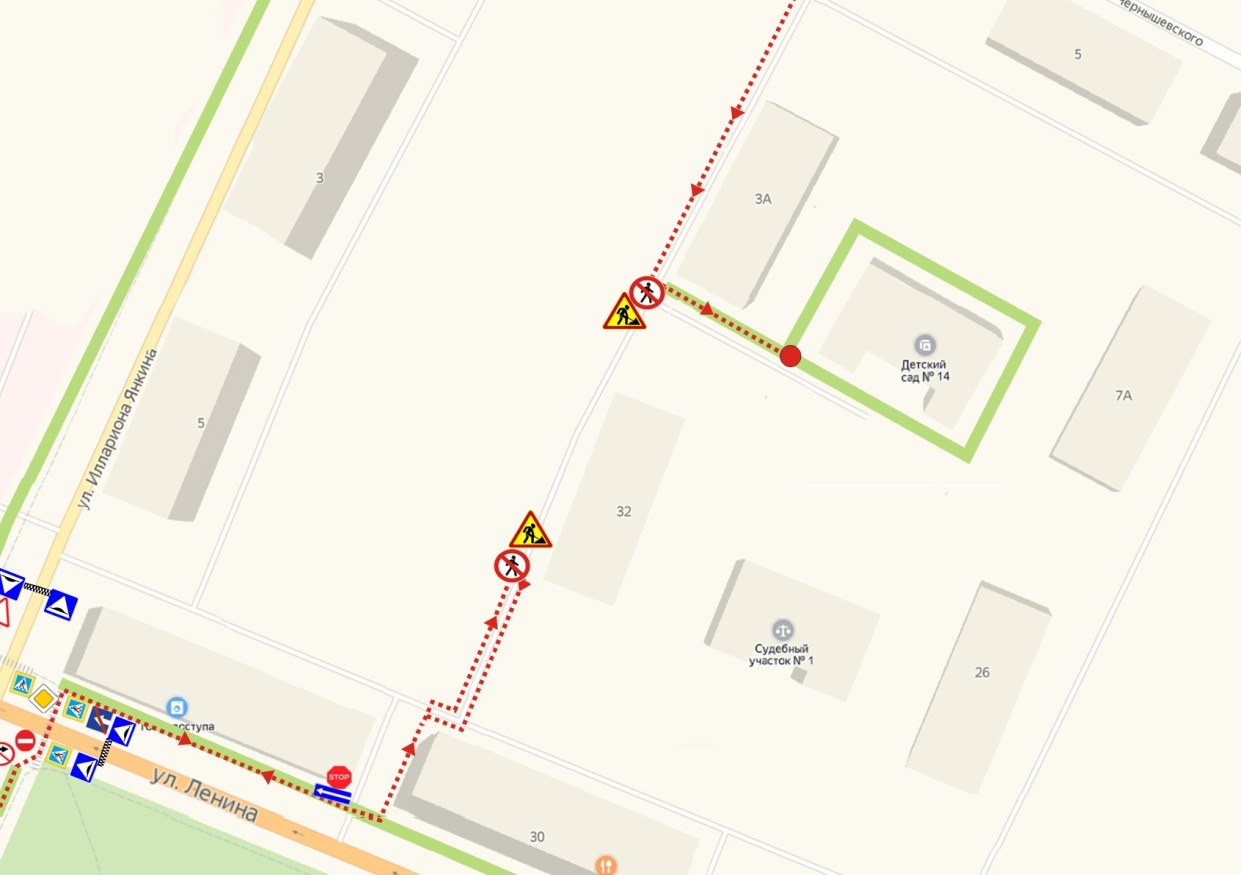 Чернышевского
5
3
3А
Детский
сад № 14
7А
ул. Иллариона Янкина
5
32
Судебный
участок № 1
26
STOP
ул. Ленина
30